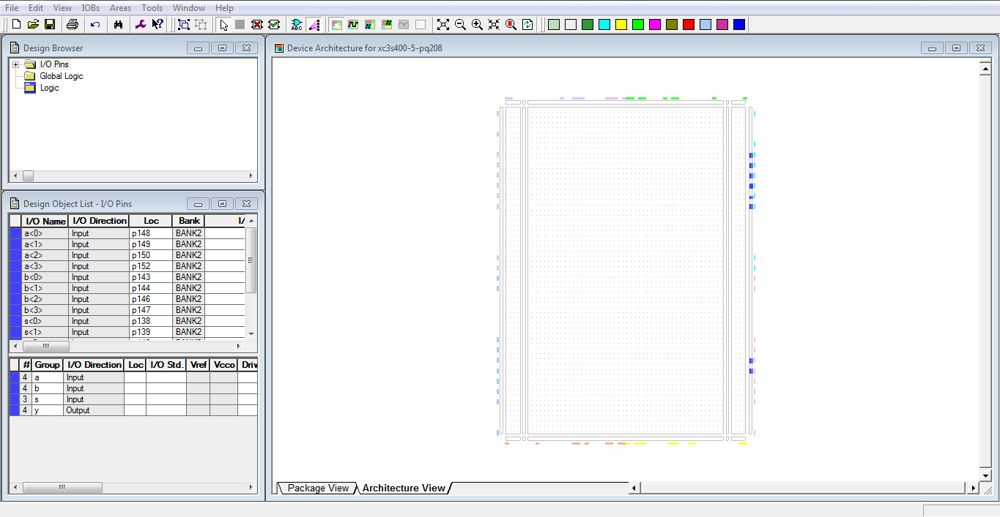 File Edit View IOBs Areas Tools Window Help
ABC
Design Browser
I/O Pins
Global Logic
Logic
Design Object List - I/O Pins
I/O Name I/O Direction Loc Bank I/
a<0> Input p148 BANK2
a<1> Input p149 BANK2
a<2> Input p150 BANK2
a<3> Input p152 BANK2
b<0> Input p143 BANK2
b<1> Input p144 BANK2
b<2> Input p146 BANK2
b<3> Input p147 BANK2
s<0> Input p138 BANK2
s<1> Input p139 BANK2
# Group I/O Direction Loc I/O Std. Vref Vcco Driv
4 a Input
4 b Input
3 s Input
4 y Output
Device Architecture for xc3s400-5-pq208
Package View Architecture View